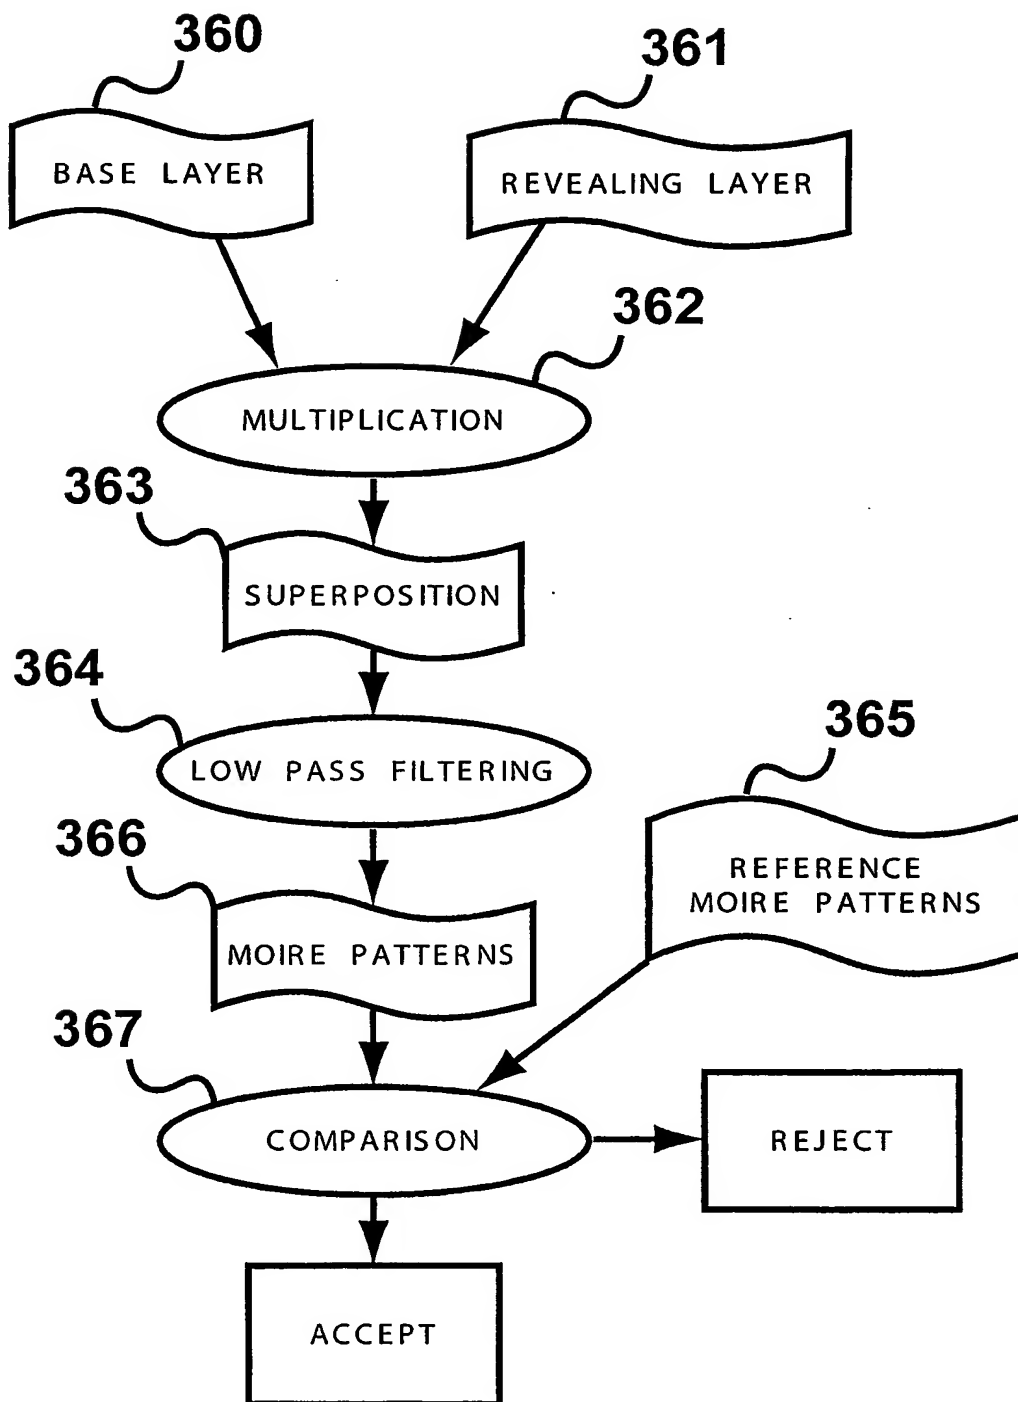 360
361
BASE LAYER
REVEALING LAYER
362
MULTIPLICATION
363
SUPERPOSITION
364
LOW PASS FILTERING
365
366
REFERENCE
MOIRE PATTERNS
MOIRE PATTERNS
367
COMPARISON
REJECT
ACCEPT